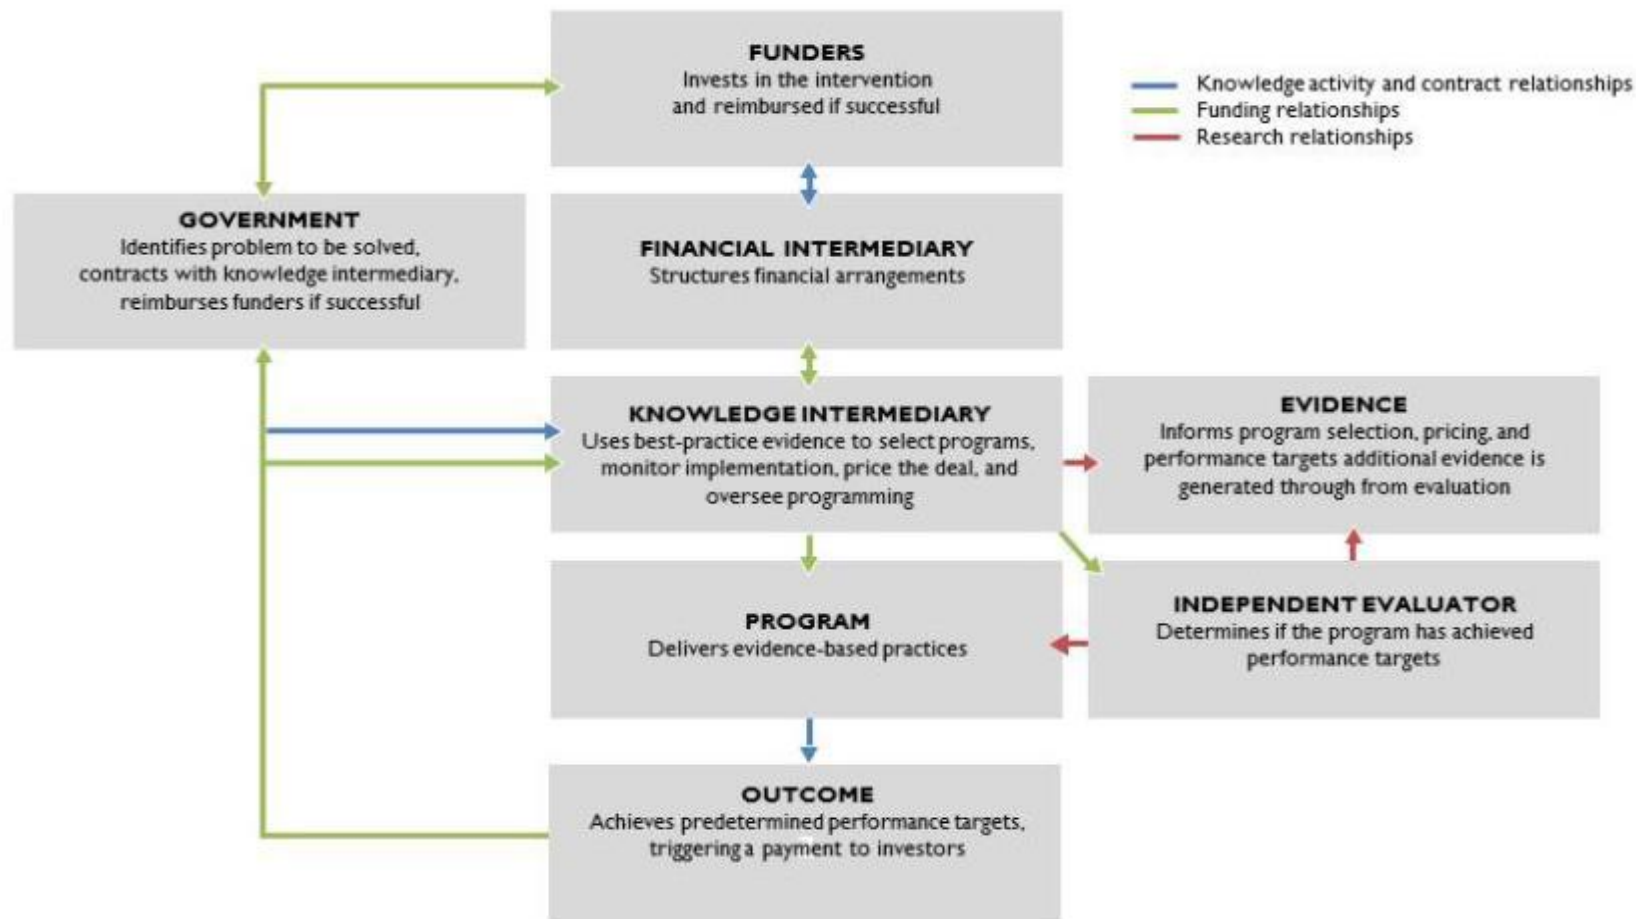 FUNDERS
Invests in the intervention
and reimbursed if successful
Knowledge activity and contract relationships
Funding relationships
Research relationships
GOVERNMENT
Identifies problem to be solved,
contracts with knowledge intermediary,
reimburses funders if successful
FINANCIAL INTERMEDIARY
Structures financial arrangements
KNOWLEDGE INTERMEDIARY
Uses best-practice evidence to select programs,
monitor implementation, price the deal, and
oversee programming
EVIDENCE
Informs program selection, pricing, and
performance targets additional evidence is
generated through from evaluation
PROGRAM
Delivers evidence-based practices
INDEPENDENT EVALUATOR
Determines if the program has achieved
performance targets
OUTCOME
Achieves predetermined performance targets,
triggering a payment to investors